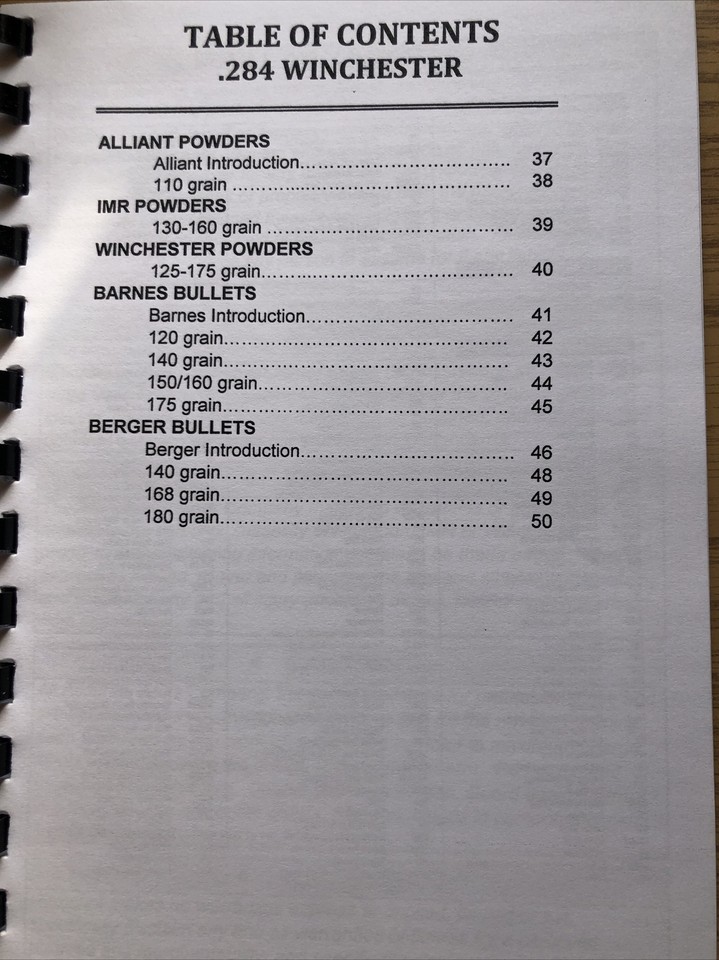 TABLE OF CONTENTS
.284 WINCHESTER
ALLIANT POWDERS
Alliant Introduction.................................. 37
110 grain .............................................. 38
IMR POWDERS
130-160 grain ........................................ 39
WINCHESTER POWDERS
125-175 grain......................................... 40
BARNES BULLETS
Barnes Introduction.................................. 41
120 grain............................................... 42
140 grain............................................... 43
150/160 grain......................................... 44
175 grain............................................... 45
BERGER BULLETS
Berger Introduction................................... 46
140 grain............................................... 48
168 grain............................................... 49
180 grain............................................... 50